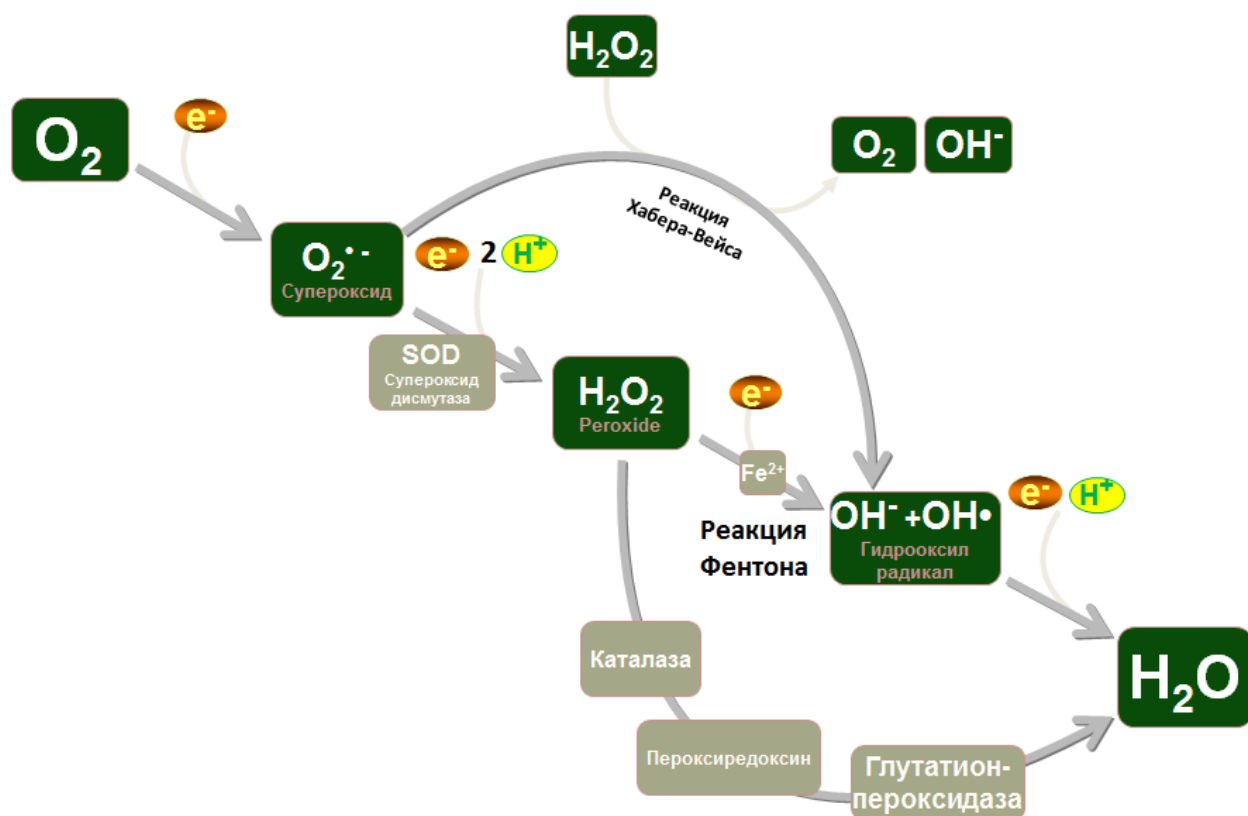 H₂O₂
O₂
e⁻
O₂
OH⁻
Реакция
Хабера-Вейса
O₂•-
Супероксид
e⁻ 2 H⁺
SOD
Супероксид
дисмутаза
H₂O₂
Peroxide
e⁻
Fe²⁺
Реакция
Фентона
OH⁻+OH•
Гидрооксил
радикал
e⁻ H⁺
Каталаза
Пероксиредоксин
Глутатион-
пероксидаза
H₂O